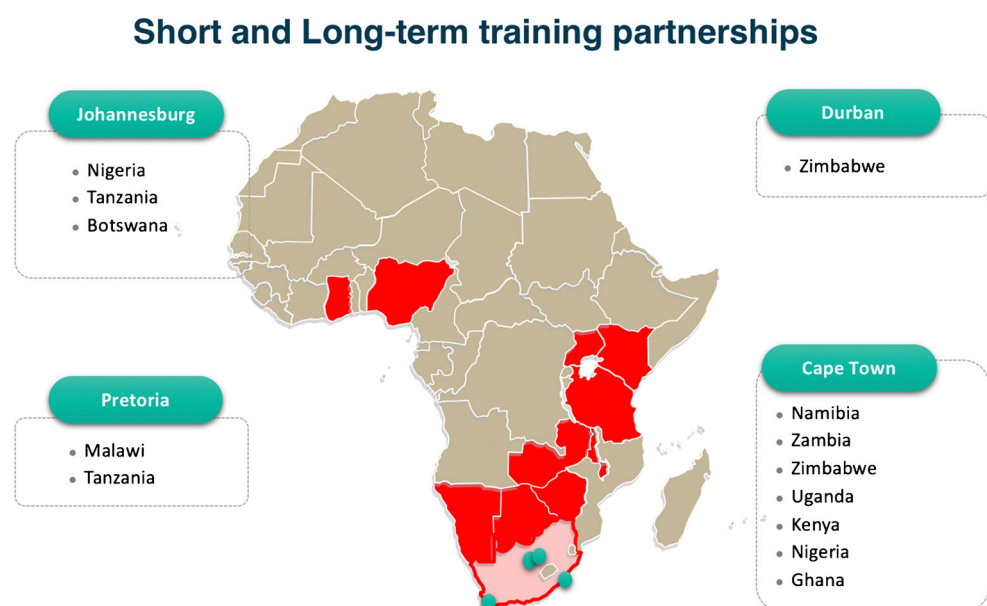 Short and Long-term training partnerships
Johannesburg
Nigeria
Tanzania
Botswana
Durban
Zimbabwe
Pretoria
Malawi
Tanzania
Cape Town
Namibia
Zambia
Zimbabwe
Uganda
Kenya
Nigeria
Ghana